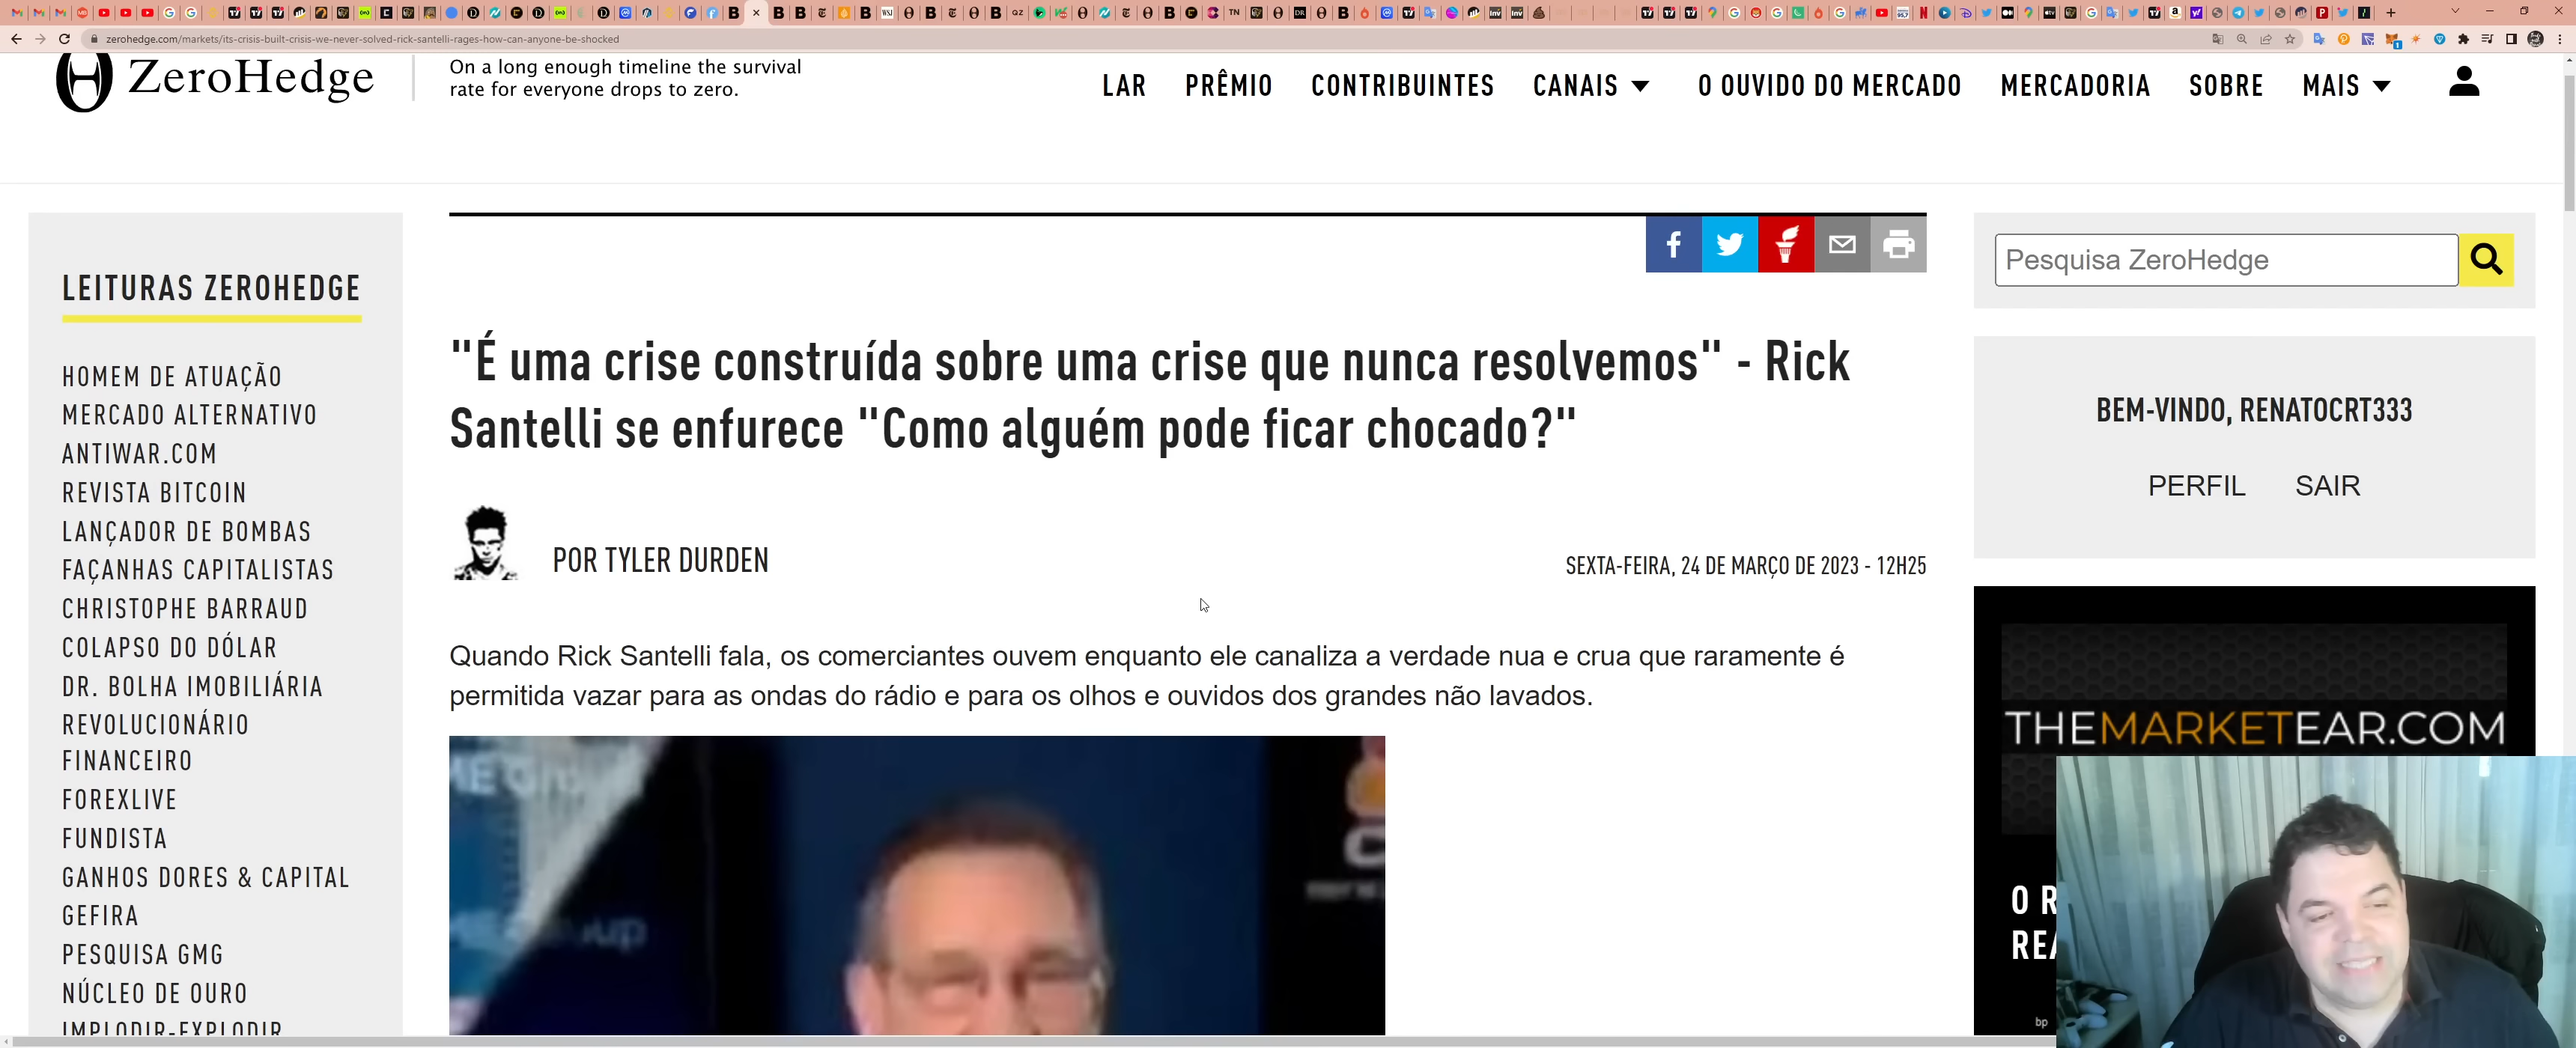 zerohedge.com/markets/its-crisis-built-crisis-we-never-solved-rick-santelli-rages-how-can-anyone-be-shocked
ZeroHedge
On a long enough timeline the survival
rate for everyone drops to zero.
LAR PRÊMIO CONTRIBUINTES CANAIS O OUVIDO DO MERCADO MERCADORIA SOBRE MAIS
LEITURAS ZEROHEDGE
HOMEM DE ATUAÇÃO
MERCADO ALTERNATIVO
ANTIWAR.COM
REVISTA BITCOIN
LANÇADOR DE BOMBAS
FAÇANHAS CAPITALISTAS
CHRISTOPHE BARRAUD
COLAPSO DO DÓLAR
DR. BOLHA IMOBILIÁRIA
REVOLUCIONÁRIO
FINANCEIRO
FOREXLIVE
FUNDISTA
GANHOS DORES & CAPITAL
GEFIRA
PESQUISA GMG
NÚCLEO DE OURO
IMPLODIR-EXPLODIR
"É uma crise construída sobre uma crise que nunca resolvemos" - Rick
Santelli se enfurece "Como alguém pode ficar chocado?"
POR TYLER DURDEN
SEXTA-FEIRA, 24 DE MARÇO DE 2023 - 12H25
Quando Rick Santelli fala, os comerciantes ouvem enquanto ele canaliza a verdade nua e crua que raramente é
permitida vazar para as ondas do rádio e para os olhos e ouvidos dos grandes não lavados.
Pesquisa ZeroHedge
BEM-VINDO, RENATOCRT333
PERFIL SAIR
THEMARKETEAR.COM
O R
REA
bp